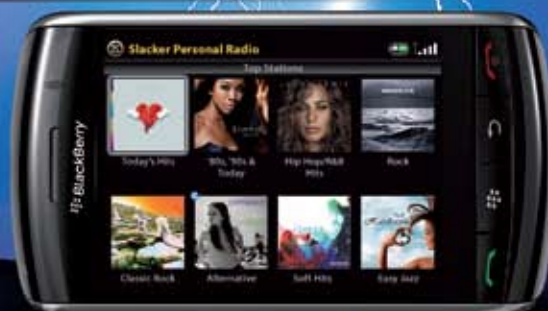 Slacker Personal Radio
Top Stations
Today's Hits
'80s, '90s & Today
Hip Hop/R&B Hits
Rock
Classic Rock
Alternative
Soft Hits
Easy Jazz
BlackBerry